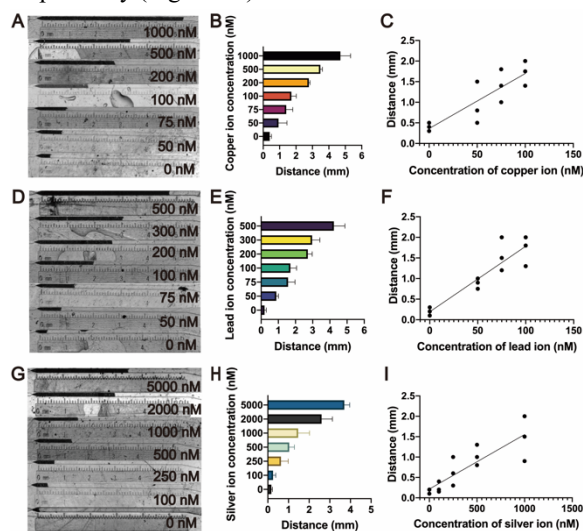 A
1000 nM
500 nM
200 nM
100 nM
75 nM
50 nM
0 nM
B
Copper ion concentration (nM)
1000
500
200
100
75
50
0
0 1 2 3 4 5 6
Distance (mm)
C
Distance (mm)
2.5
2.0
1.5
1.0
0.5
0.0
0 50 100
Concentration of copper ion (nM)
D
500 nM
300 nM
200 nM
100 nM
75 nM
50 nM
0 nM
E
Lead ion concentration (nM)
500
300
200
100
75
50
0
0 1 2 3 4 5 6
Distance (mm)
F
Distance (mm)
2.5
2.0
1.5
1.0
0.5
0.0
0 50 100
Concentration of lead ion (nM)
G
5000 nM
2000 nM
1000 nM
500 nM
250 nM
100 nM
0 nM
H
Silver ion concentration (nM)
5000
2000
1000
500
250
100
0
0 1 2 3 4 5
Distance (mm)
I
Distance (mm)
2.5
2.0
1.5
1.0
0.5
0.0
0 500 1000
Concentration of silver ion (nM)